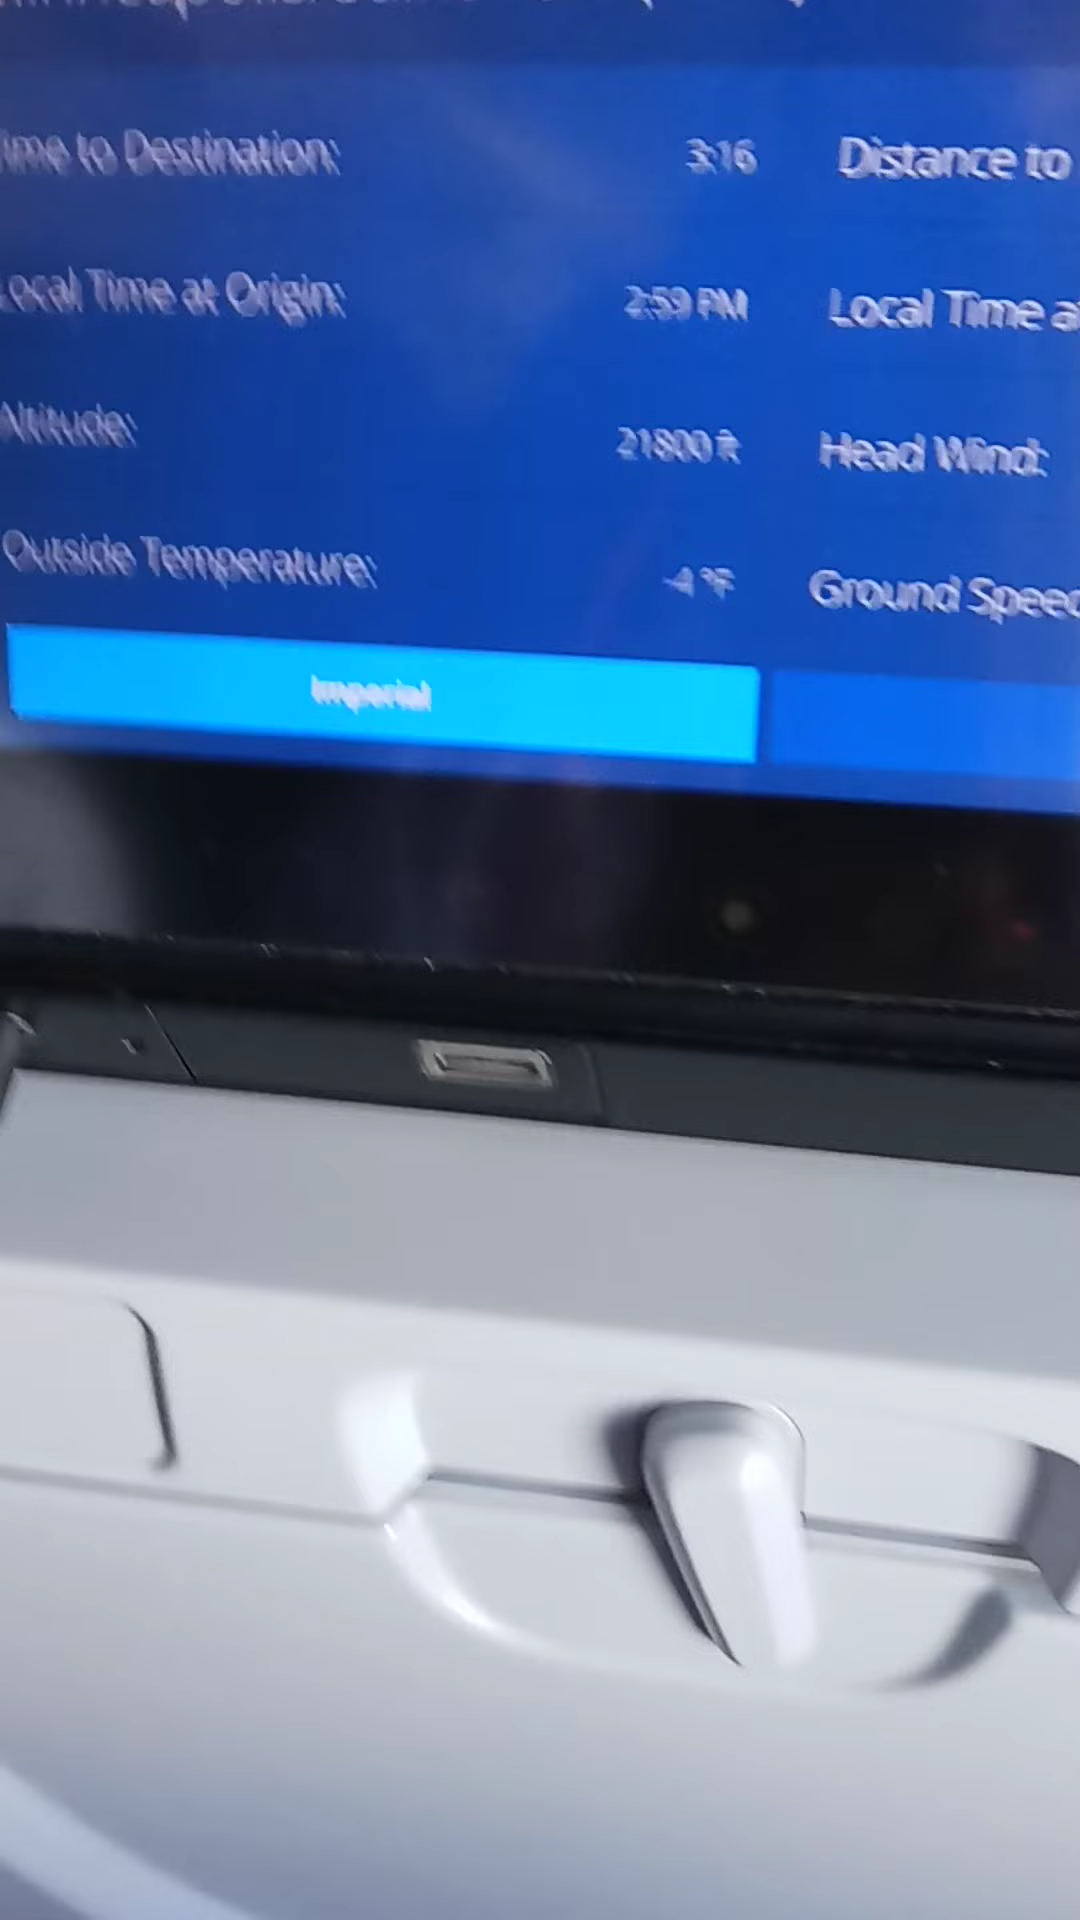 ime to Destination: 3:16 Distance to
Local Time at Origin: 2:59 PM Local Time a
Altitude: 21800 ft Head Wind:
Outside Temperature: -4 °F Ground Speed
Imperial